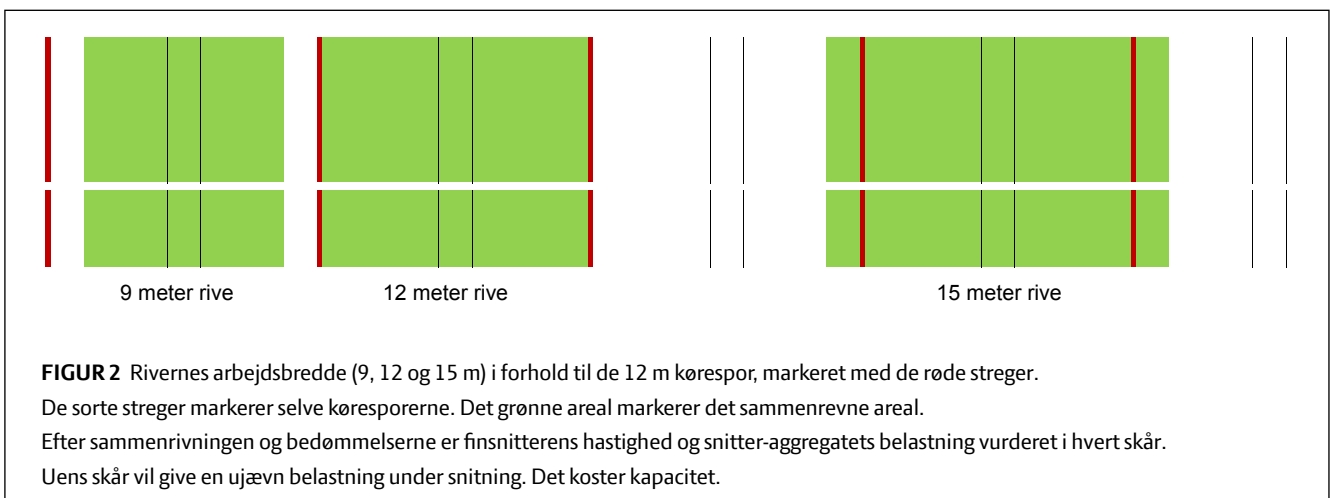 9 meter rive 12 meter rive 15 meter rive
FIGUR 2 Rivernes arbejdsbredde (9, 12 og 15 m) i forhold til de 12 m kørespor, markeret med de røde streger.
De sorte streger markerer selve køresporerne. Det grønne areal markerer det sammenrevne areal.
Efter sammenrivningen og bedømmelserne er finsnitterens hastighed og snitter-aggregatets belastning vurderet i hvert skår.
Uens skår vil give en ujævn belastning under snitning. Det koster kapacitet.